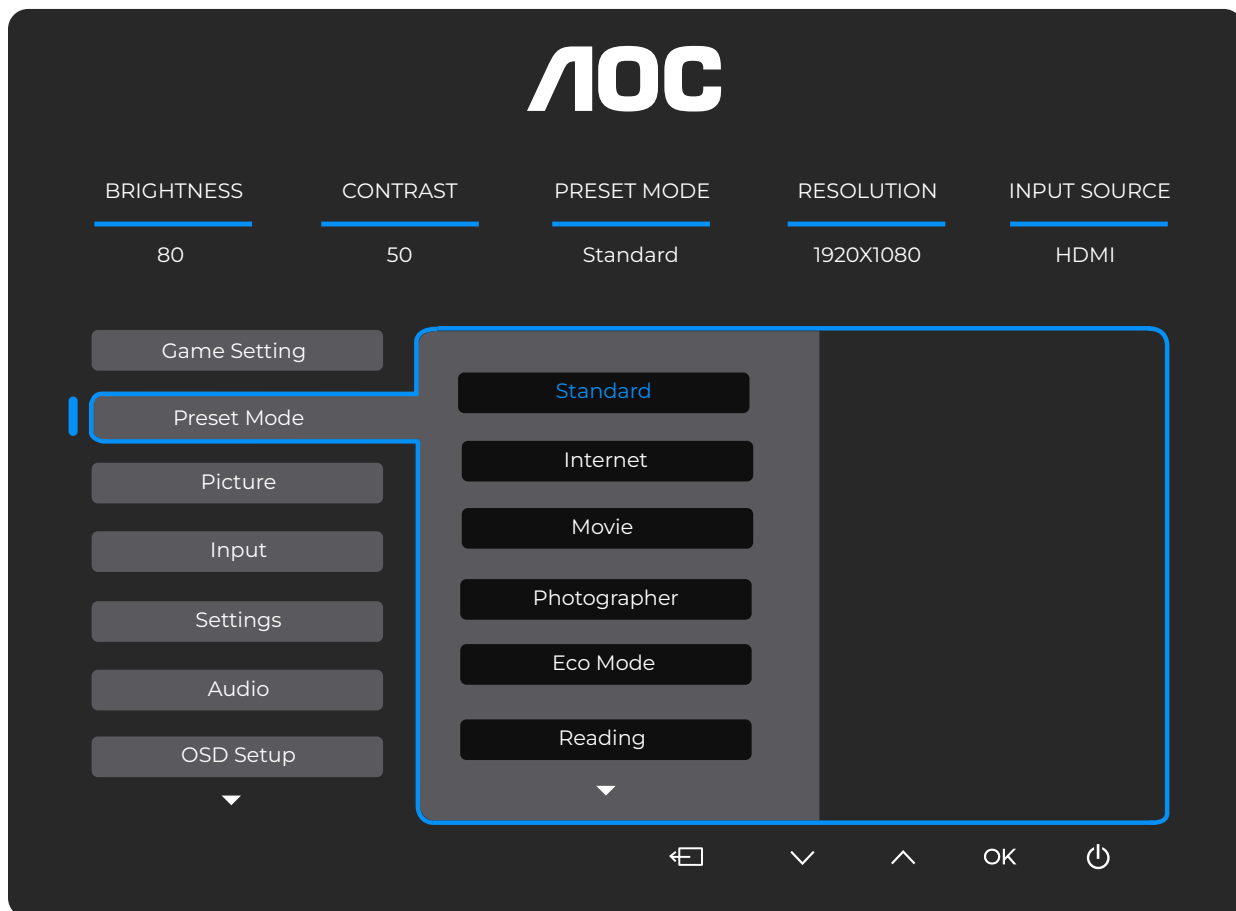 AOC
BRIGHTNESS CONTRAST PRESET MODE RESOLUTION INPUT SOURCE
80 50 Standard 1920X1080 HDMI
Game Setting
Preset Mode
Picture
Input
Settings
Audio
OSD Setup
Standard
Internet
Movie
Photographer
Eco Mode
Reading
OK